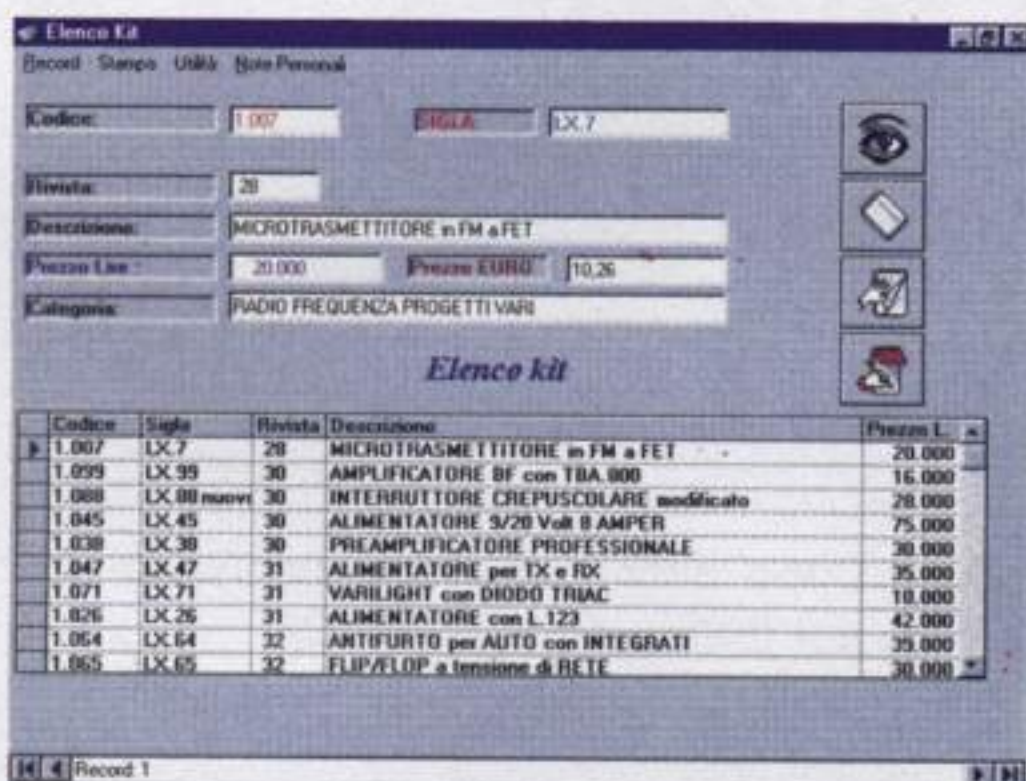 Elenco Kit
Record Stampa Utilità Note Personali
Codice: 1.007 SIGLA LX.7
Rivista: 28
Descrizione: MICROTRASMETTITORE in FM a FET
Prezzo Lire : 20.000 Prezzo EURO 10,26
Categoria: RADIO FREQUENZA PROGETTI VARI
Elenco kit
Codice Sigla Rivista Descrizione Prezzo L.
1.007 LX.7 28 MICROTRASMETTITORE in FM a FET 20.000
1.099 LX.99 30 AMPLIFICATORE BF con TBA.800 16.000
1.088 LX.88 nuovo 30 INTERRUTTORE CREPUSCOLARE modificato 28.000
1.045 LX.45 30 ALIMENTATORE 9/20 Volt 8 AMPER 75.000
1.038 LX.38 30 PREAMPLIFICATORE PROFESSIONALE 30.000
1.047 LX.47 31 ALIMENTATORE per TX e RX 35.000
1.071 LX.71 31 VARILIGHT con DIODO TRIAC 10.000
1.026 LX.26 31 ALIMENTATORE con L.123 42.000
1.064 LX.64 32 ANTIFURTO per AUTO con INTEGRATI 39.000
1.065 LX.65 32 FLIP/FLOP a tensione di RETE 30.000
Record: 1